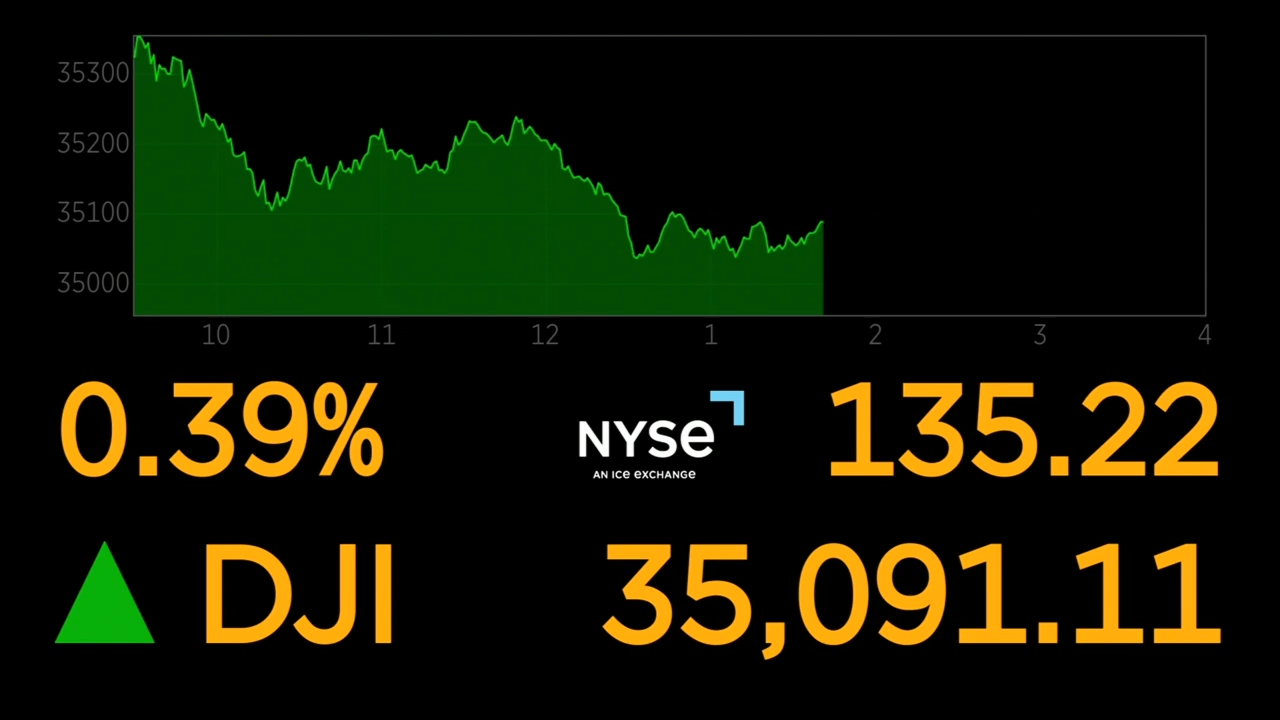 35300
35200
35100
35000
10 11 12 1 2 3 4
0.39% NYSE 135.22
AN ICE EXCHANGE
DJI 35,091.11